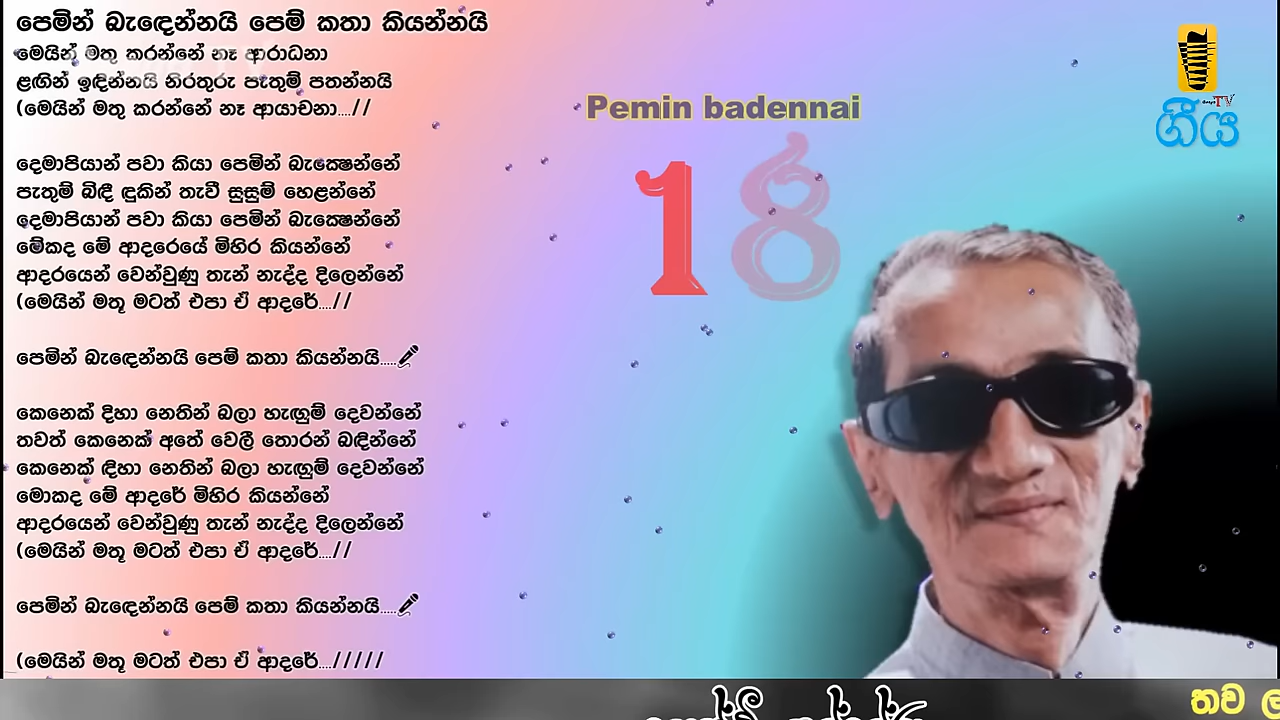 පෙමින් බැඳෙන්නයි පෙම් කතා කියන්නයි
මෙයින් මතු කරන්නේ නෑ ආරාධනා
ළඟින් ඉඳින්නයි නිරතුරු පැතුම් පතන්නයි
(මෙයින් මතු කරන්නේ නෑ ආයාචනා....//
දෙමාපියාන් පවා කියා පෙමින් බැඳෙන්නේ
පැතුම් බිඳී ඳුකින් තැවී සුසුම් හෙළන්නේ
දෙමාපියාන් පවා කියා පෙමින් බැඳෙන්නේ
මේකද මේ ආදරෙයේ මිහිර කියන්නේ
ආදරයෙන් වෙන්වුණු තැන් නැද්ද දිලෙන්නේ
(මෙයින් මතු මටත් එපා ඒ ආදරේ....//
පෙමින් බැඳෙන්නයි පෙම් කතා කියන්නයි.....
කෙනෙක් දිහා නෙතින් බලා හැඟුම් දෙවන්නේ
තවත් කෙනෙක් අතේ වෙලී තොරන් බඳින්නේ
කෙනෙක් ඳිහා නෙතින් බලා හැඟුම් දෙවන්නේ
මොකද මේ ආදරේ මිහිර කියන්නේ
ආදරයෙන් වෙන්වුණු තැන් නැද්ද දිලෙන්නේ
(මෙයින් මතු මටත් එපා ඒ ආදරේ....//
පෙමින් බැඳෙන්නයි පෙම් කතා කියන්නයි.....
(මෙයින් මතු මටත් එපා ඒ ආදරේ..../////
Pemin badennai
18
TV
ගීය
තව